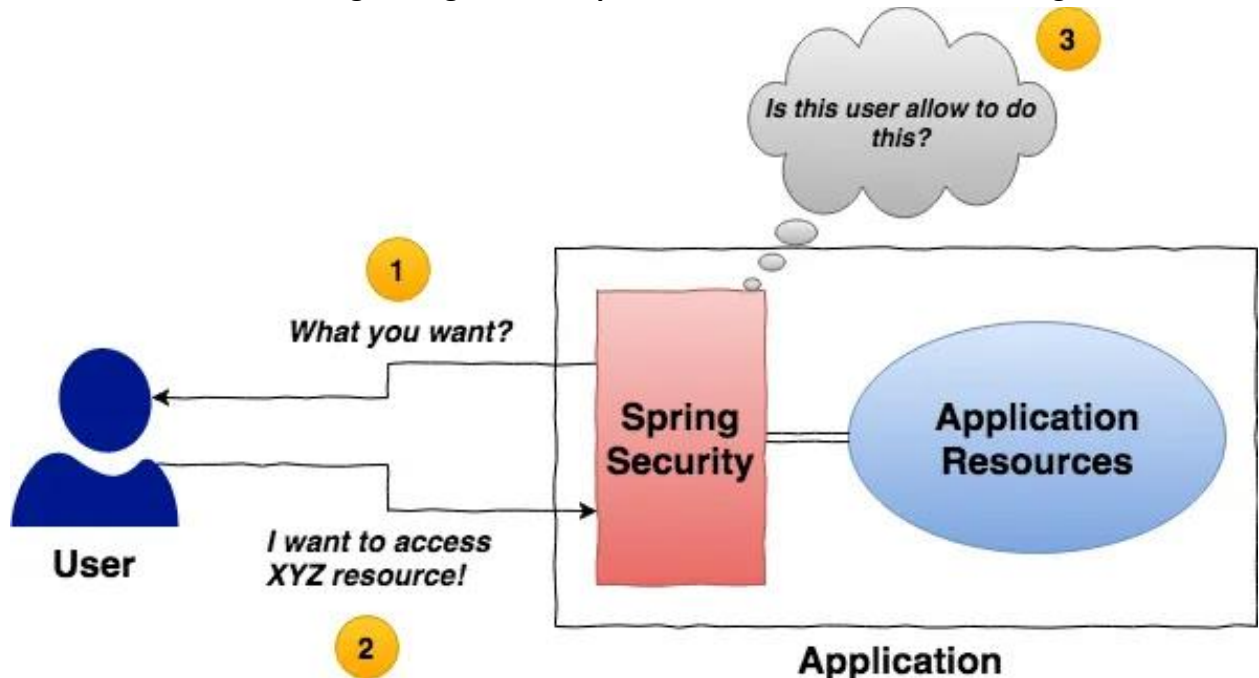 3
Is this user allow to do
this?
1
What you want?
Spring
Security
Application
Resources
User
I want to access
XYZ resource!
2
Application